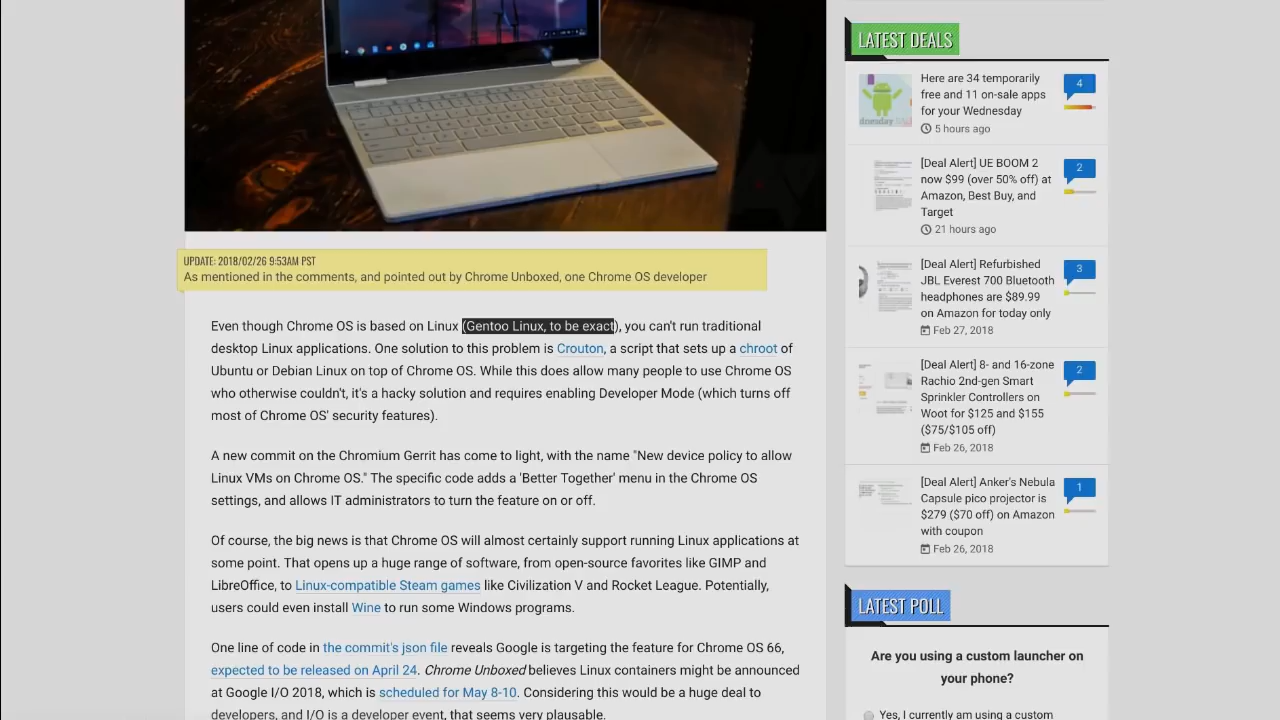 UPDATE: 2018/02/26 9:53AM PST
As mentioned in the comments, and pointed out by Chrome Unboxed, one Chrome OS developer
Even though Chrome OS is based on Linux (Gentoo Linux, to be exact), you can't run traditional
desktop Linux applications. One solution to this problem is Crouton, a script that sets up a chroot of
Ubuntu or Debian Linux on top of Chrome OS. While this does allow many people to use Chrome OS
who otherwise couldn't, it's a hacky solution and requires enabling Developer Mode (which turns off
most of Chrome OS' security features).
A new commit on the Chromium Gerrit has come to light, with the name "New device policy to allow
Linux VMs on Chrome OS." The specific code adds a 'Better Together' menu in the Chrome OS
settings, and allows IT administrators to turn the feature on or off.
Of course, the big news is that Chrome OS will almost certainly support running Linux applications at
some point. That opens up a huge range of software, from open-source favorites like GIMP and
LibreOffice, to Linux-compatible Steam games like Civilization V and Rocket League. Potentially,
users could even install Wine to run some Windows programs.
One line of code in the commit's json file reveals Google is targeting the feature for Chrome OS 66,
expected to be released on April 24. Chrome Unboxed believes Linux containers might be announced
at Google I/O 2018, which is scheduled for May 8-10. Considering this would be a huge deal to
developers, and I/O is a developer event, that seems very plausible.
LATEST DEALS
Here are 34 temporarily
free and 11 on-sale apps
for your Wednesday
5 hours ago
4
[Deal Alert] UE BOOM 2
now $99 (over 50% off) at
Amazon, Best Buy, and
Target
21 hours ago
2
[Deal Alert] Refurbished
JBL Everest 700 Bluetooth
headphones are $89.99
on Amazon for today only
Feb 27, 2018
3
[Deal Alert] 8- and 16-zone
Rachio 2nd-gen Smart
Sprinkler Controllers on
Woot for $125 and $155
($75/$105 off)
Feb 26, 2018
2
[Deal Alert] Anker's Nebula
Capsule pico projector is
$279 ($70 off) on Amazon
with coupon
Feb 26, 2018
1
LATEST POLL
Are you using a custom launcher on
your phone?
Yes, I currently am using a custom